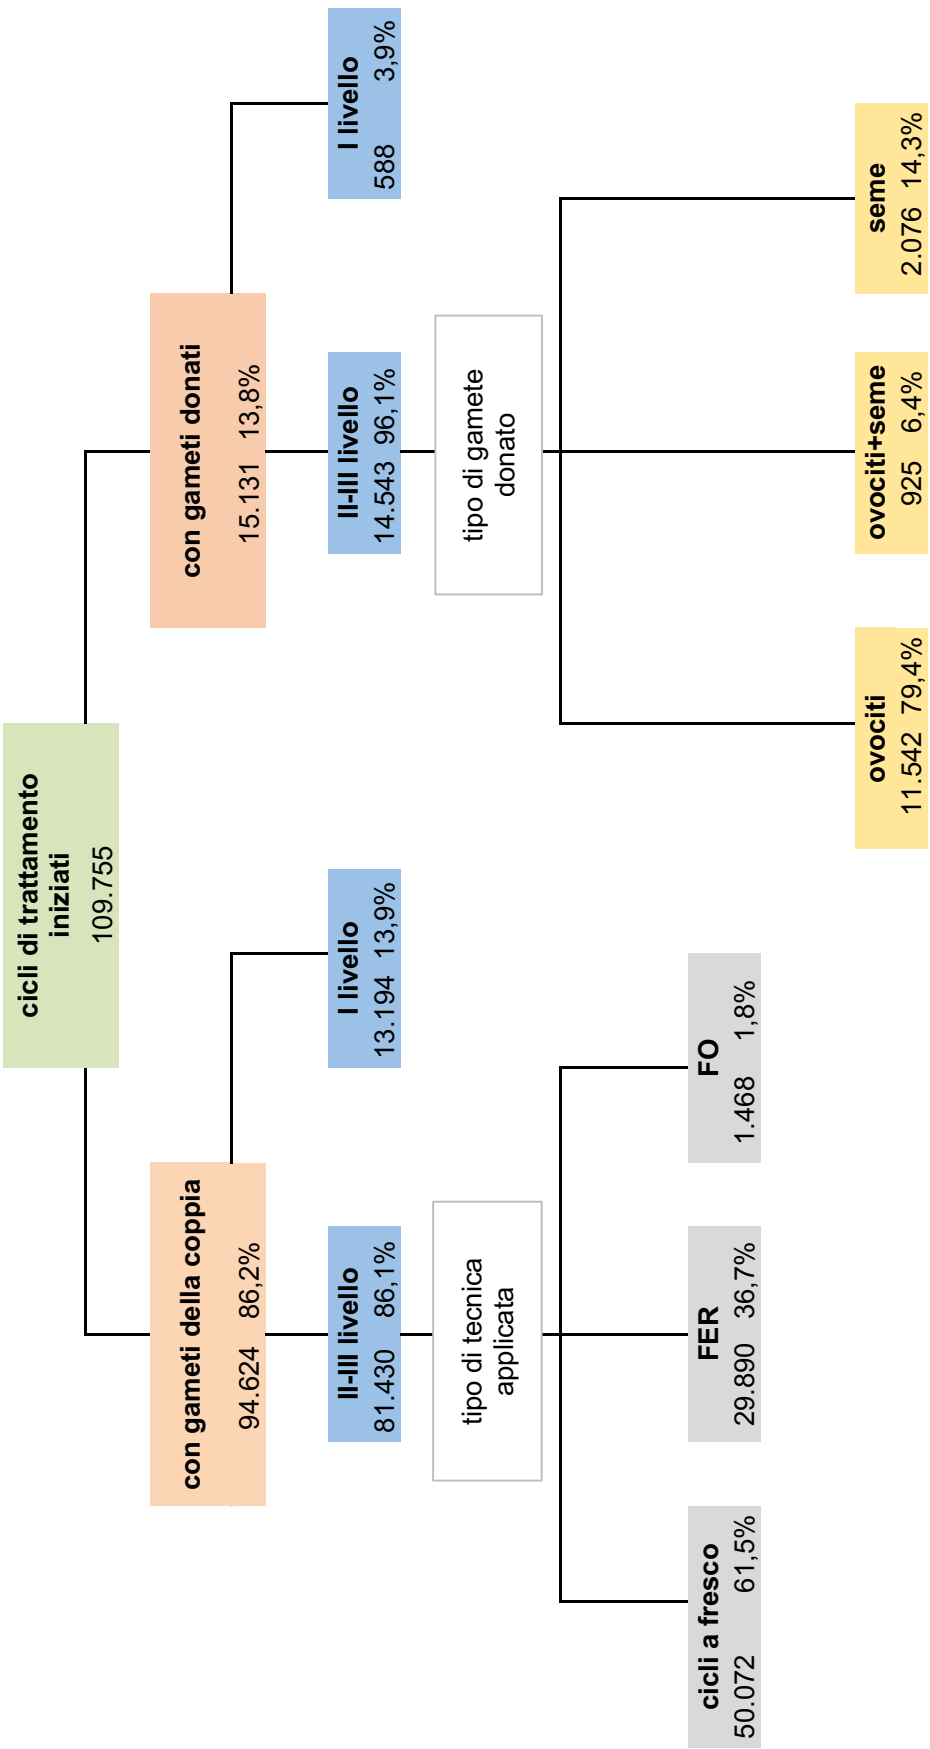 cicli di trattamento
iniziati
109.755
con gameti della coppia
94.624 86,2%
con gameti donati
15.131 13,8%
II-III livello
81.430 86,1%
I livello
13.194 13,9%
II-III livello
14.543 96,1%
I livello
588 3,9%
tipo di tecnica
applicata
tipo di gamete
donato
cicli a fresco
50.072 61,5%
FER
29.890 36,7%
FO
1.468 1,8%
ovociti
11.542 79,4%
ovociti+seme
925 6,4%
seme
2.076 14,3%